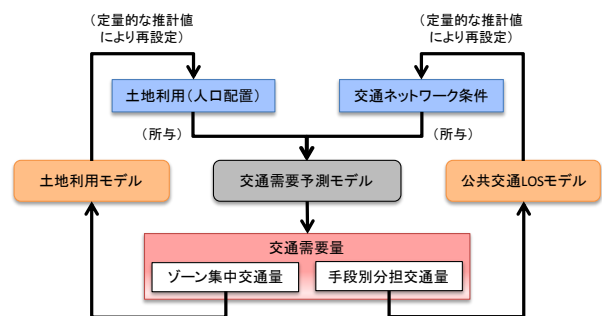 （定量的な推計値
により再設定）
（定量的な推計値
により再設定）
土地利用（人口配置）
交通ネットワーク条件
（所与）
（所与）
土地利用モデル
交通需要予測モデル
公共交通LOSモデル
交通需要量
ゾーン集中交通量
手段別分担交通量